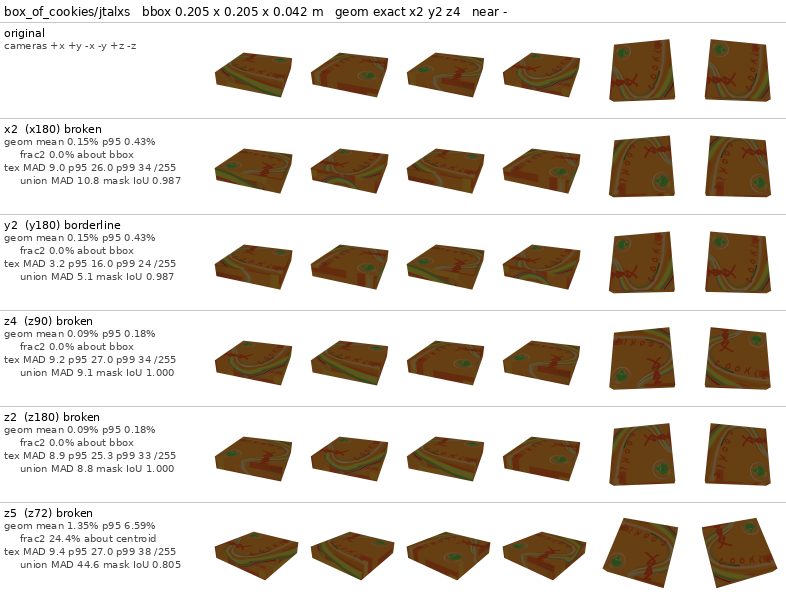 box_of_cookies/jtalxs   bbox 0.205 x 0.205 x 0.042 m   geom exact x2 y2 z4   near -
original
cameras +x +y -x -y +z -z
x2  (x180) broken
geom mean 0.15% p95 0.43%
frac2 0.0% about bbox
tex MAD 9.0 p95 26.0 p99 34 /255
union MAD 10.8 mask IoU 0.987
y2  (y180) borderline
geom mean 0.15% p95 0.43%
frac2 0.0% about bbox
tex MAD 3.2 p95 16.0 p99 24 /255
union MAD 5.1 mask IoU 0.987
z4  (z90) broken
geom mean 0.09% p95 0.18%
frac2 0.0% about bbox
tex MAD 9.2 p95 27.0 p99 34 /255
union MAD 9.1 mask IoU 1.000
z2  (z180) broken
geom mean 0.09% p95 0.18%
frac2 0.0% about bbox
tex MAD 8.9 p95 25.3 p99 33 /255
union MAD 8.8 mask IoU 1.000
z5  (z72) broken
geom mean 1.35% p95 6.59%
frac2 24.4% about centroid
tex MAD 9.4 p95 27.0 p99 38 /255
union MAD 44.6 mask IoU 0.805